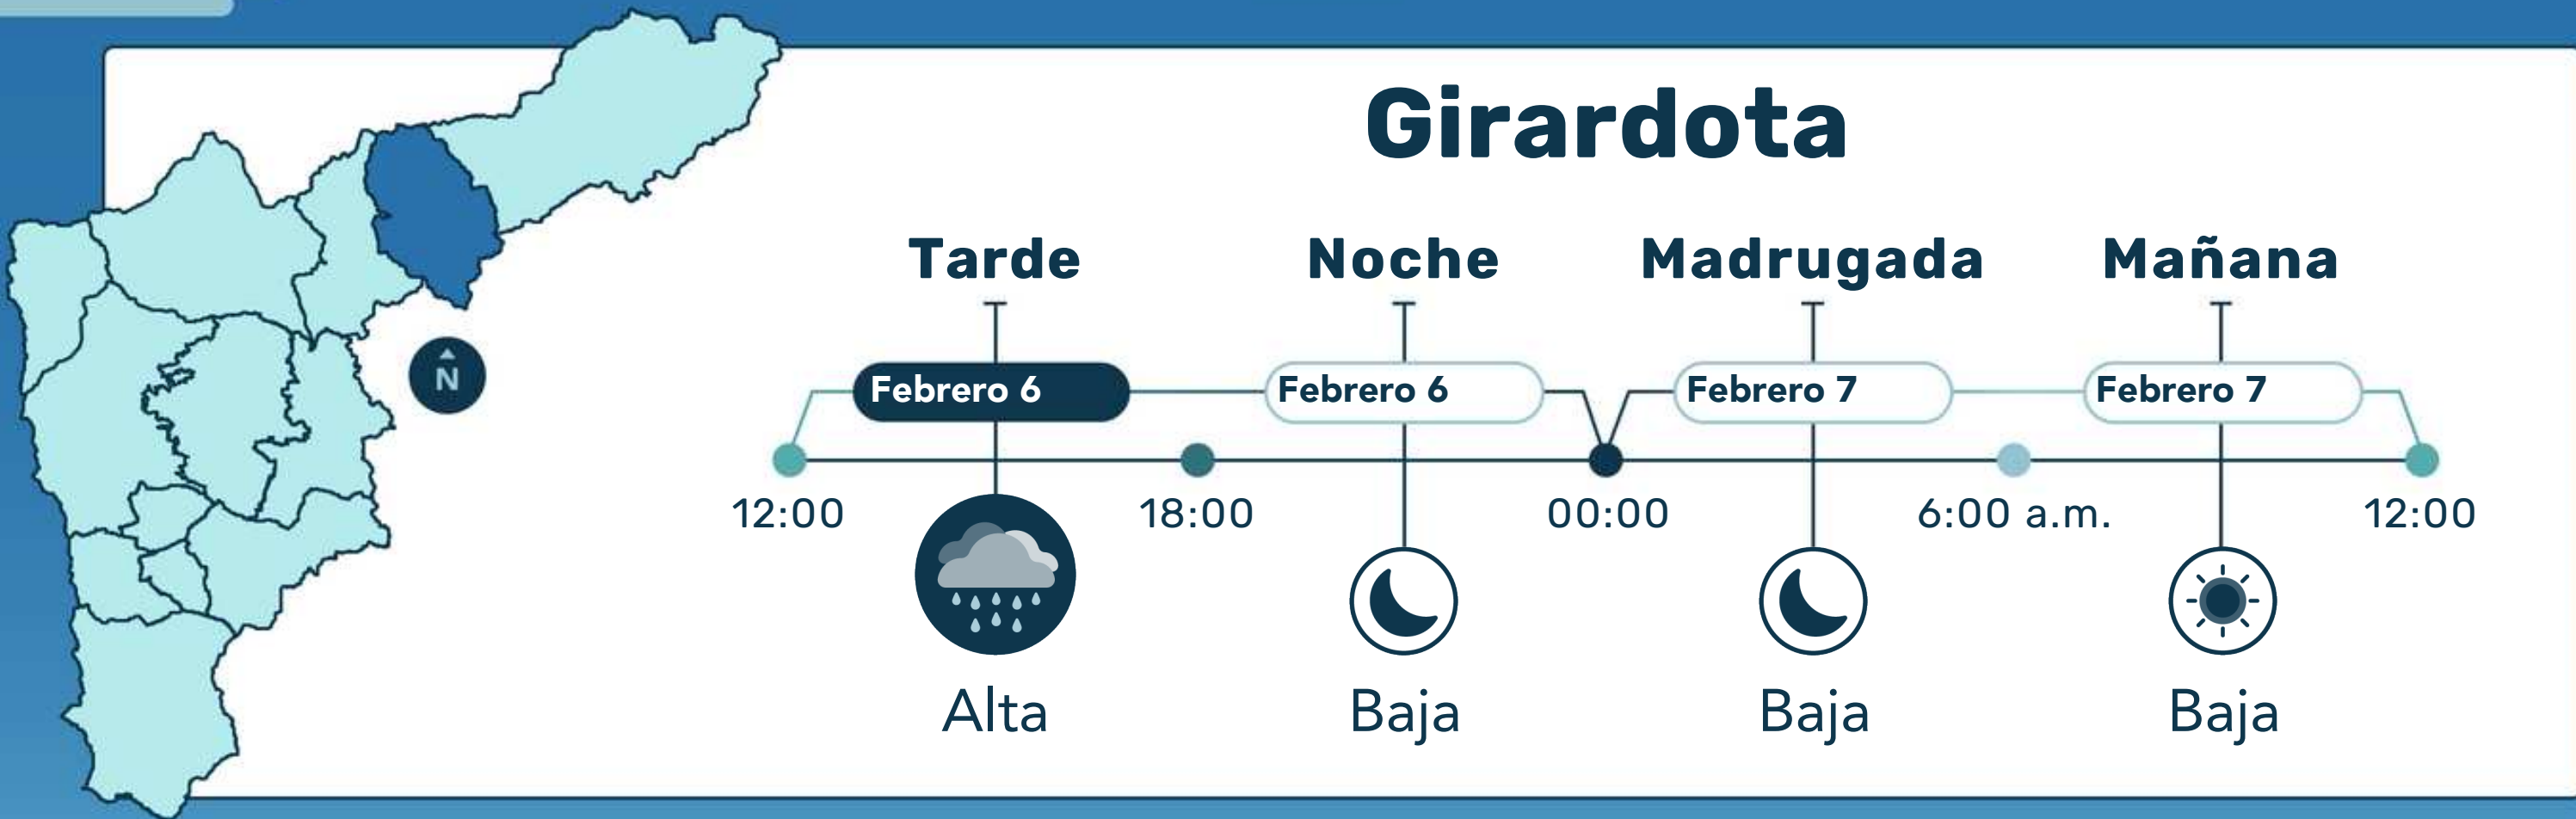 Girardota
Tarde Noche Madrugada Mañana
Febrero 6 Febrero 6 Febrero 7 Febrero 7
N
12:00 18:00 00:00 6:00 a.m. 12:00
Alta Baja Baja Baja